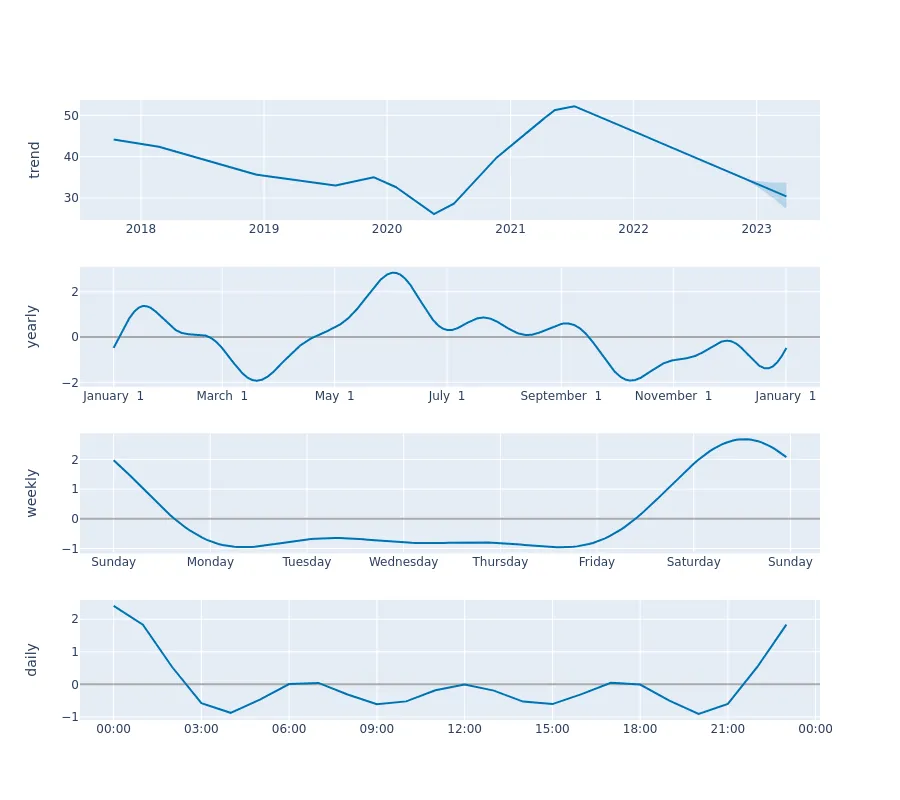 trend
50
40
30
2018 2019 2020 2021 2022 2023
yearly
2
0
−2
January 1 March 1 May 1 July 1 September 1 November 1 January 1
weekly
2
1
0
−1
Sunday Monday Tuesday Wednesday Thursday Friday Saturday Sunday
daily
2
1
0
−1
00:00 03:00 06:00 09:00 12:00 15:00 18:00 21:00 00:00